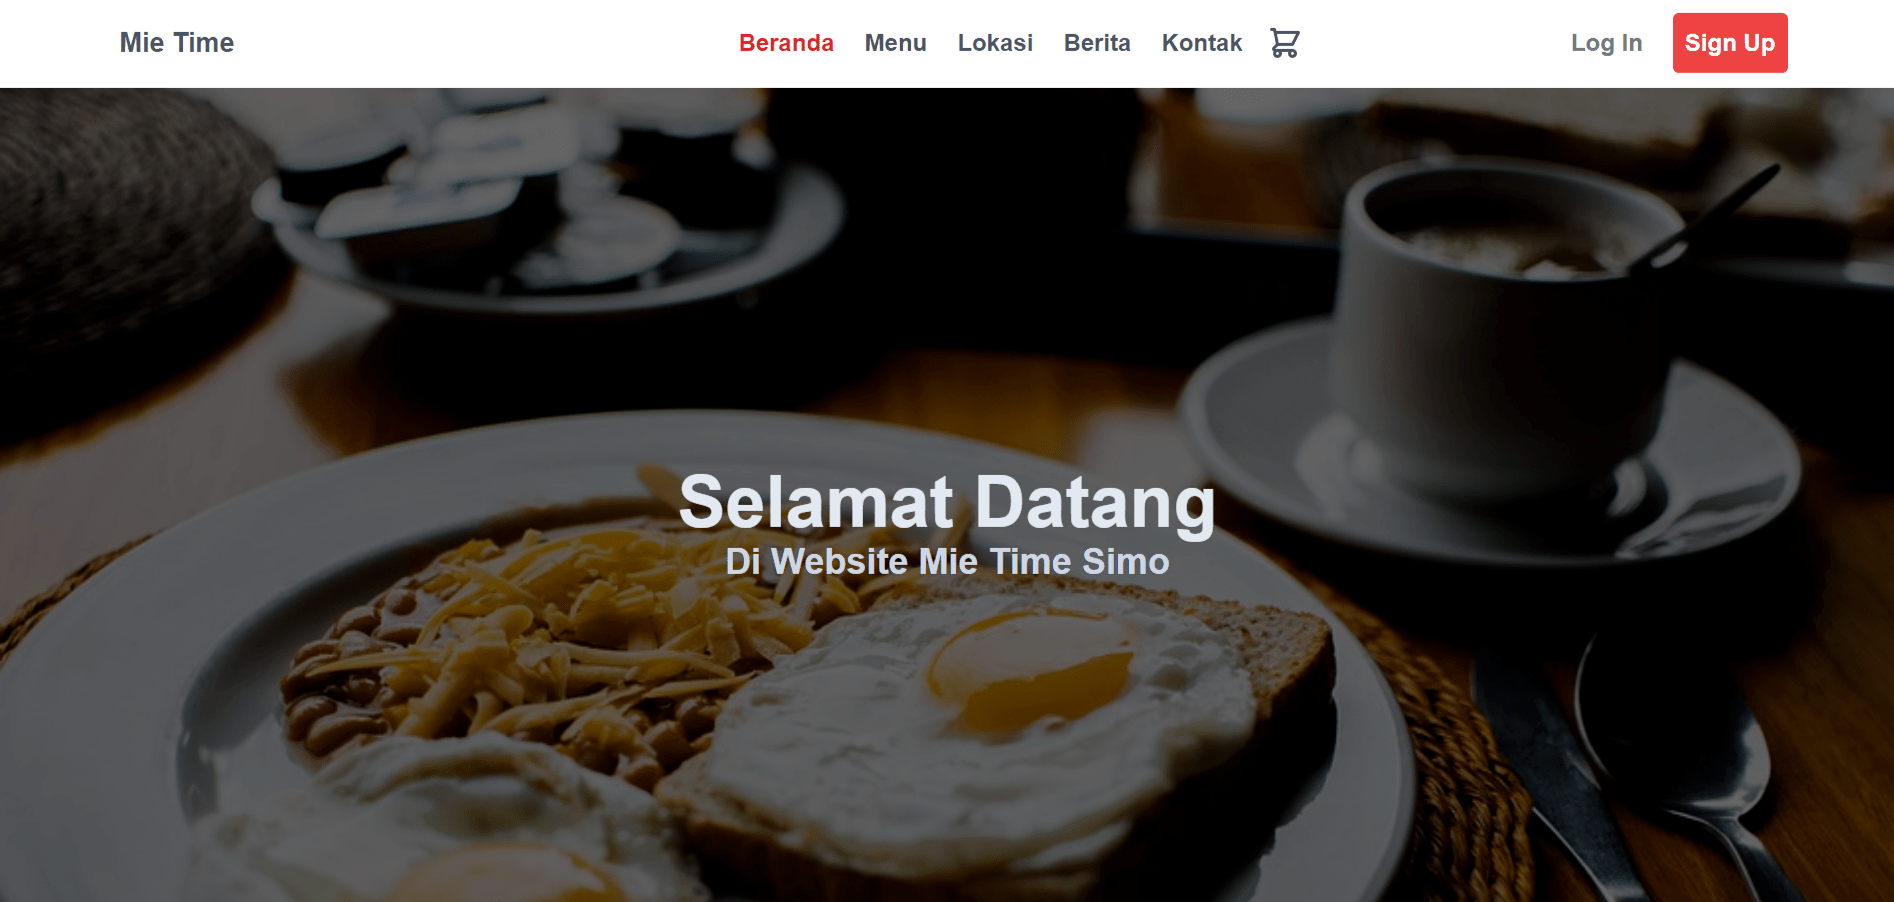 Mie Time
Beranda Menu Lokasi Berita Kontak
Log In Sign Up
Selamat Datang
Di Website Mie Time Simo